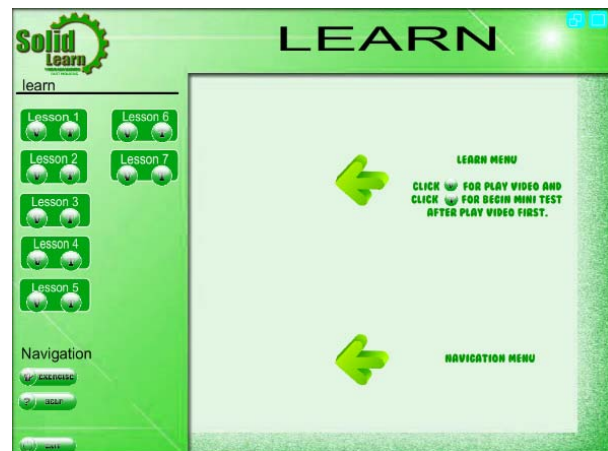 Solid
Learn
LEARN
learn
Lesson 1
Lesson 6
Lesson 2
Lesson 7
Lesson 3
Lesson 4
Lesson 5
LEARN MENU
CLICK FOR PLAY VIDEO AND
CLICK FOR BEGIN MINI TEST
AFTER PLAY VIDEO FIRST.
Navigation
EXERCISE
NAVIGATION MENU
HELP
EXIT